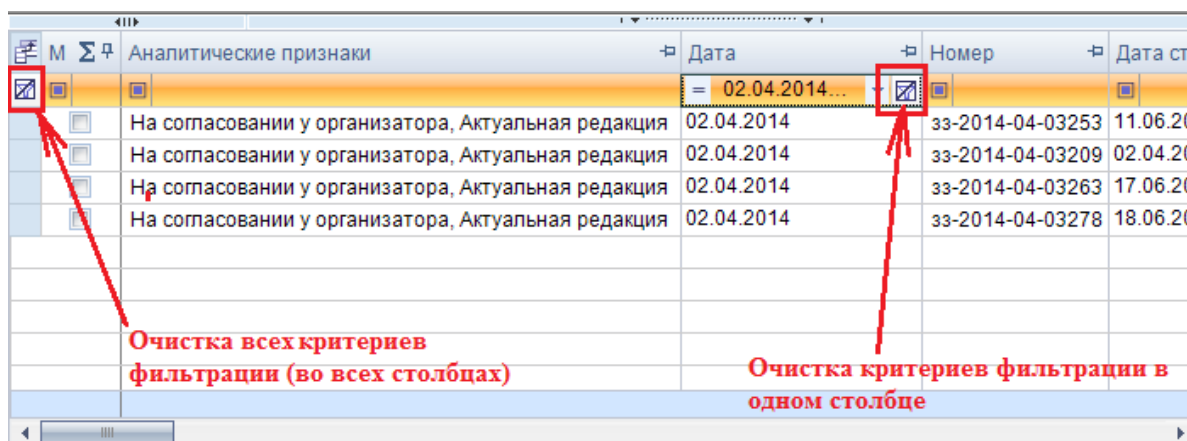 М Σ Аналитические признаки Дата Номер Дата ст
= 02.04.2014...
На согласовании у организатора, Актуальная редакция 02.04.2014 зз-2014-04-03253 11.06.20
На согласовании у организатора, Актуальная редакция 02.04.2014 зз-2014-04-03209 02.04.20
На согласовании у организатора, Актуальная редакция 02.04.2014 зз-2014-04-03263 17.06.20
На согласовании у организатора, Актуальная редакция 02.04.2014 зз-2014-04-03278 18.06.20
Очистка всех критериев
фильтрации (во всех столбцах)
Очистка критериев фильтрации в
одном столбце